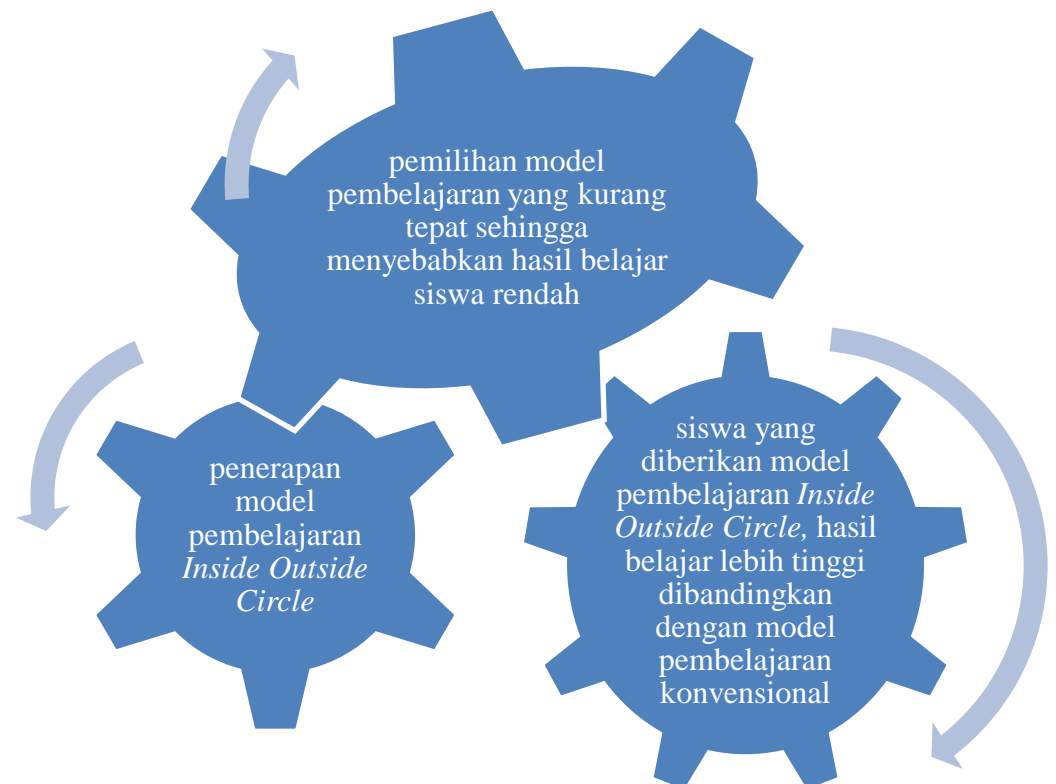 pemilihan model
pembelajaran yang kurang
tepat sehingga
menyebabkan hasil belajar
siswa rendah
penerapan
model
pembelajaran
Inside Outside
Circle
siswa yang
diberikan model
pembelajaran Inside
Outside Circle, hasil
belajar lebih tinggi
dibandingkan
dengan model
pembelajaran
konvensional